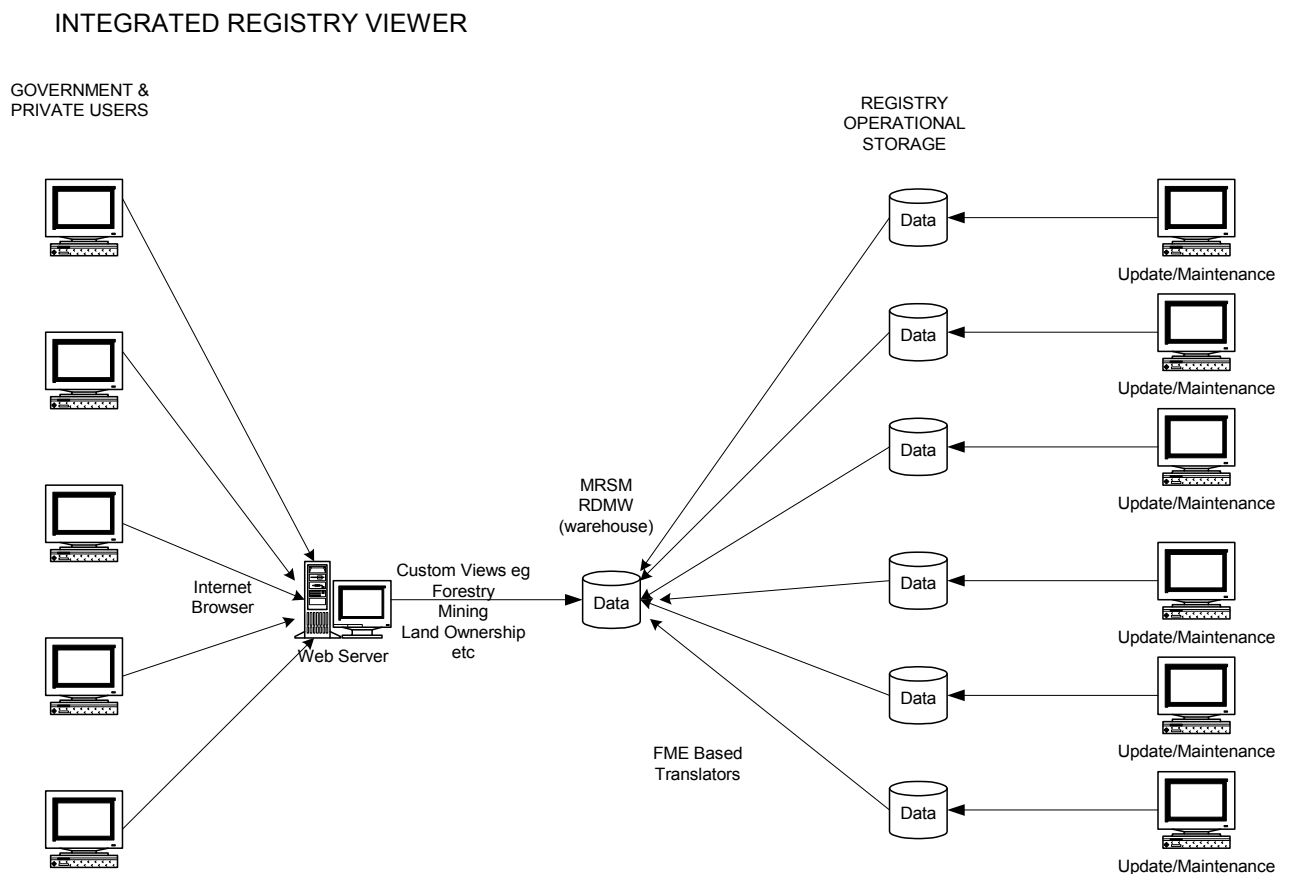 INTEGRATED REGISTRY VIEWER
GOVERNMENT &
PRIVATE USERS
REGISTRY
OPERATIONAL
STORAGE
Data
Update/Maintenance
Data
Update/Maintenance
Data
Update/Maintenance
MRSM
RDMW
(warehouse)
Internet
Browser
Web Server
Custom Views eg
Forestry
Mining
Land Ownership
etc
Data
Data
Update/Maintenance
Data
Update/Maintenance
FME Based
Translators
Data
Update/Maintenance